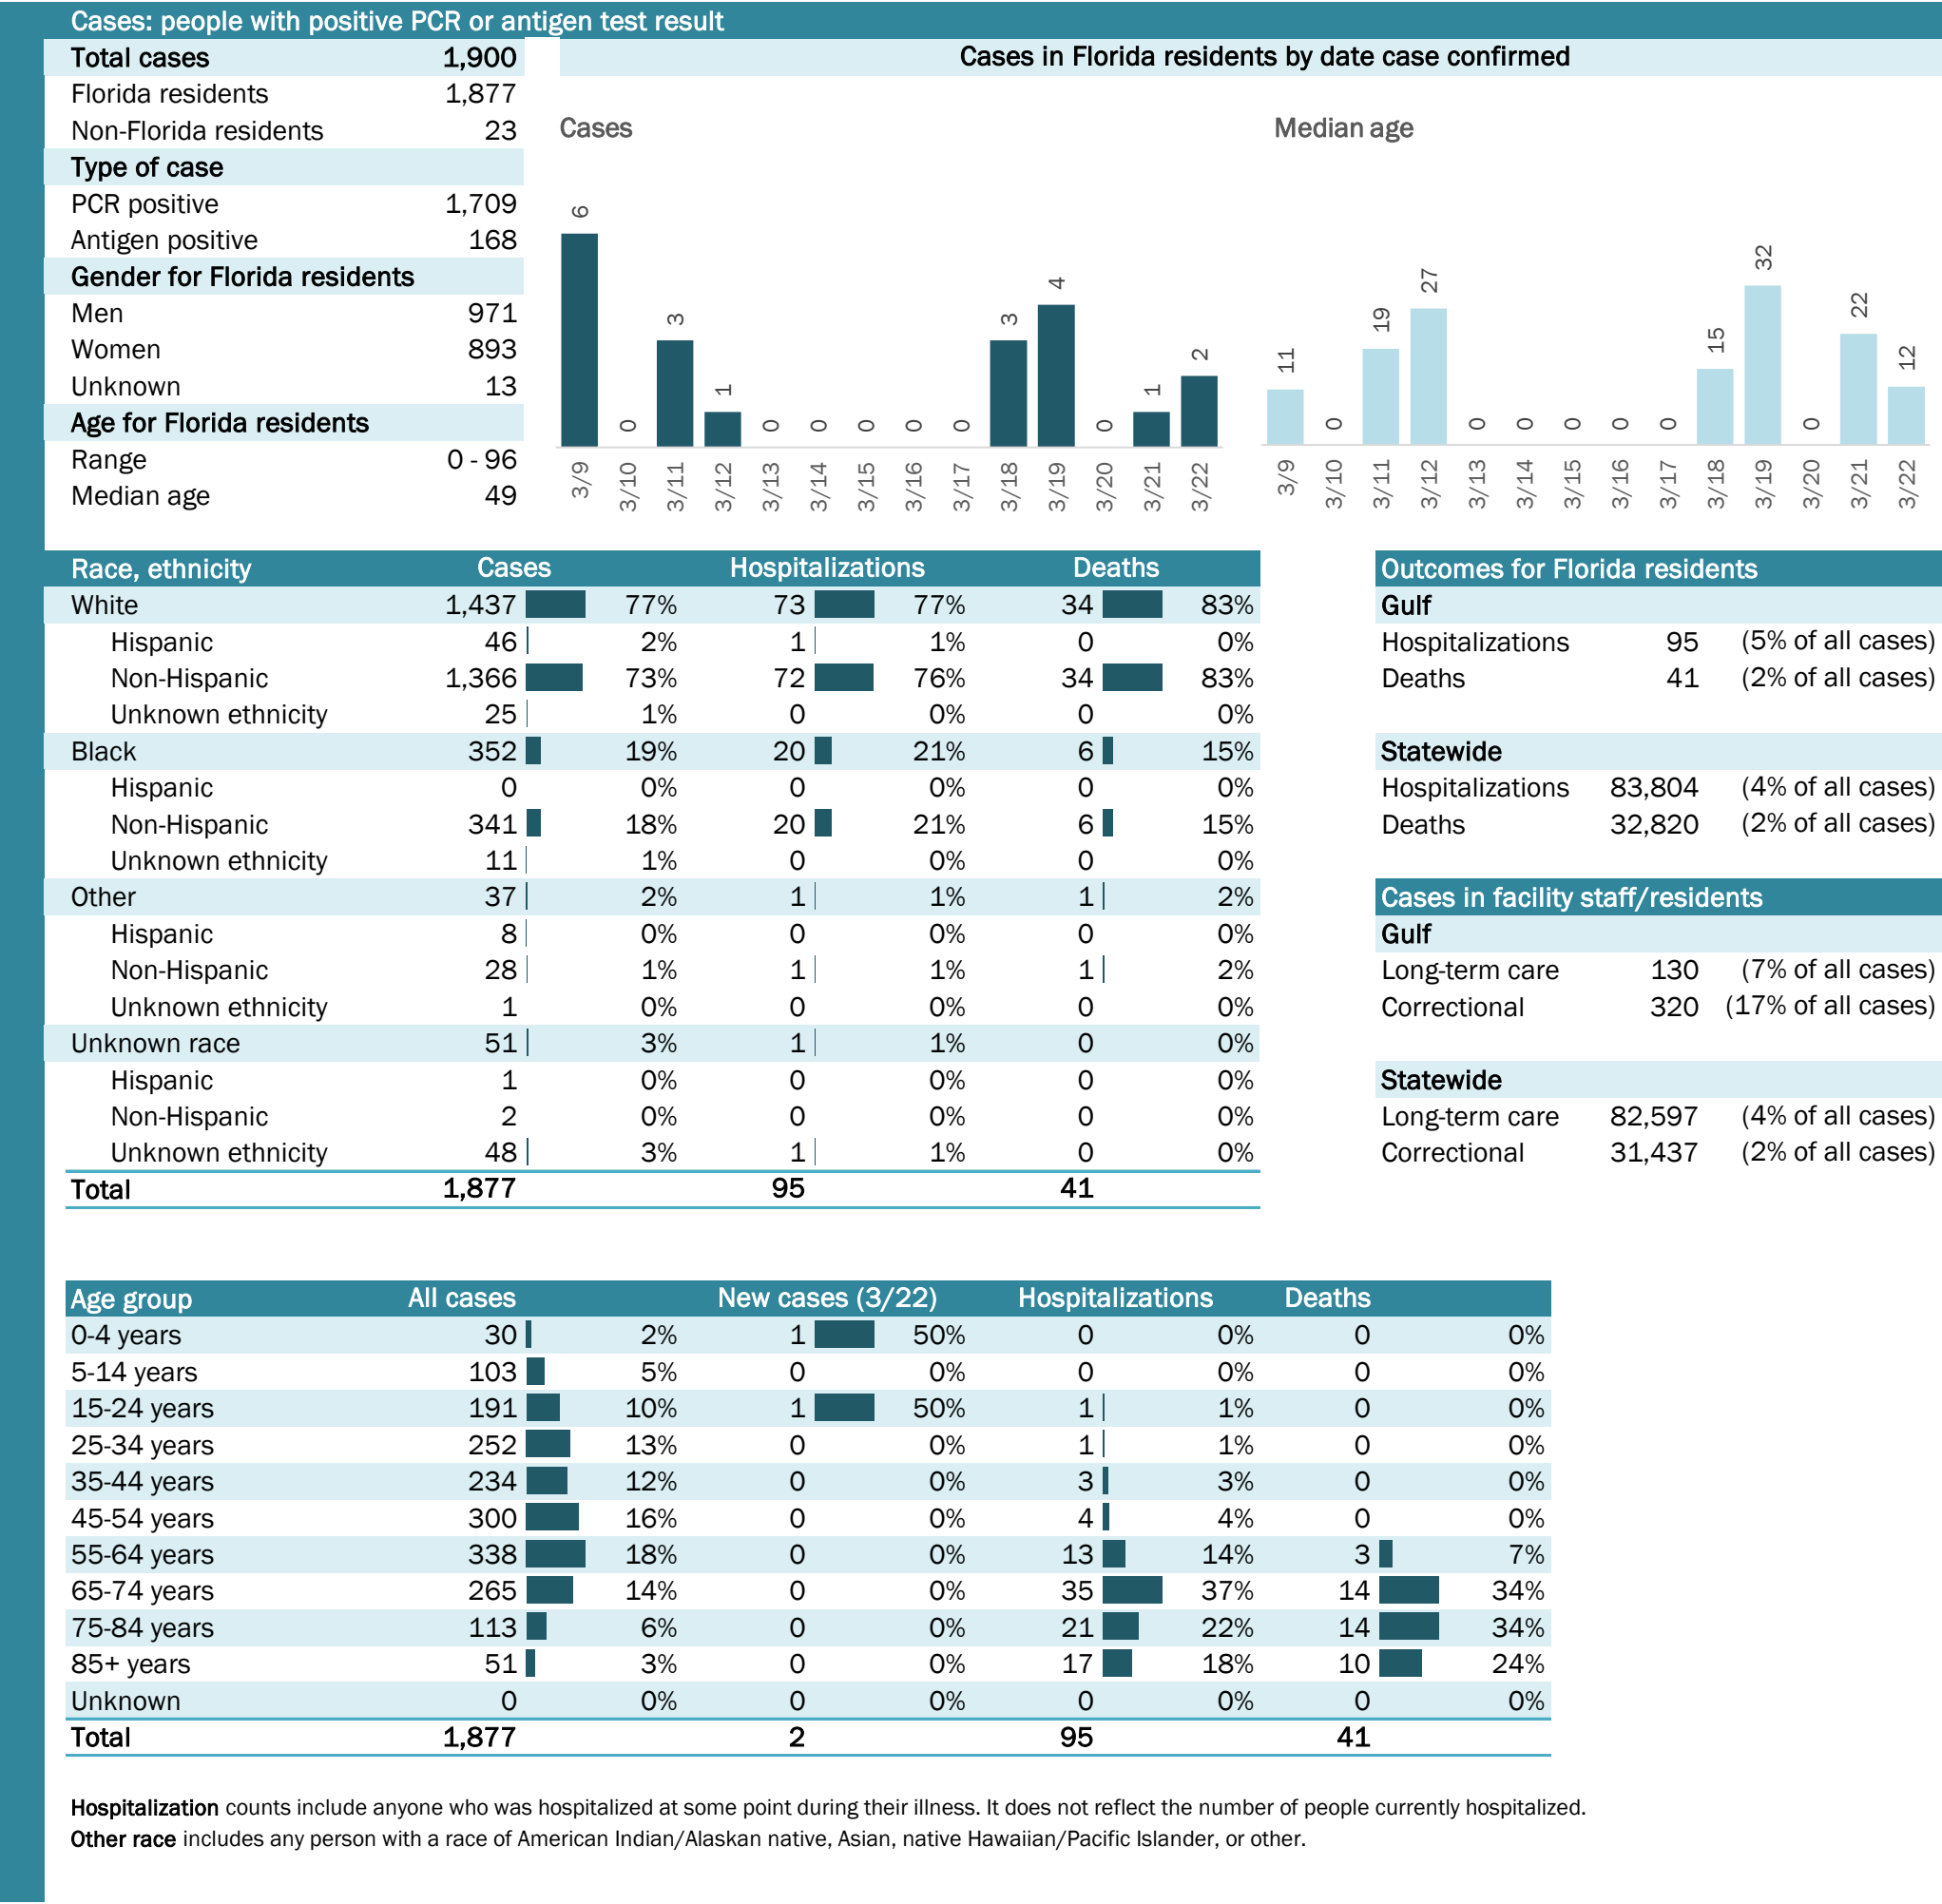 Cases: people with positive PCR or antigen test result
Total cases 1,900
Florida residents 1,877
Non-Florida residents 23
Type of case
PCR positive 1,709
Antigen positive 168
Gender for Florida residents
Men 971
Women 893
Unknown 13
Age for Florida residents
Range 0 - 96
Median age 49
Cases in Florida residents by date case confirmed
Cases
6 0 3 1 0 0 0 0 0 3 4 0 1 2
3/9 3/10 3/11 3/12 3/13 3/14 3/15 3/16 3/17 3/18 3/19 3/20 3/21 3/22
Median age
11 0 19 27 0 0 0 0 0 15 32 0 22 12
3/9 3/10 3/11 3/12 3/13 3/14 3/15 3/16 3/17 3/18 3/19 3/20 3/21 3/22
Race, ethnicity Cases Hospitalizations Deaths
White 1,437 77% 73 77% 34 83%
Hispanic 46 2% 1 1% 0 0%
Non-Hispanic 1,366 73% 72 76% 34 83%
Unknown ethnicity 25 1% 0 0% 0 0%
Black 352 19% 20 21% 6 15%
Hispanic 0 0% 0 0% 0 0%
Non-Hispanic 341 18% 20 21% 6 15%
Unknown ethnicity 11 1% 0 0% 0 0%
Other 37 2% 1 1% 1 2%
Hispanic 8 0% 0 0% 0 0%
Non-Hispanic 28 1% 1 1% 1 2%
Unknown ethnicity 1 0% 0 0% 0 0%
Unknown race 51 3% 1 1% 0 0%
Hispanic 1 0% 0 0% 0 0%
Non-Hispanic 2 0% 0 0% 0 0%
Unknown ethnicity 48 3% 1 1% 0 0%
Total 1,877 95 41
Outcomes for Florida residents
Gulf
Hospitalizations 95 (5% of all cases)
Deaths 41 (2% of all cases)
Statewide
Hospitalizations 83,804 (4% of all cases)
Deaths 32,820 (2% of all cases)
Cases in facility staff/residents
Gulf
Long-term care 130 (7% of all cases)
Correctional 320 (17% of all cases)
Statewide
Long-term care 82,597 (4% of all cases)
Correctional 31,437 (2% of all cases)
Age group All cases New cases (3/22) Hospitalizations Deaths
0-4 years 30 2% 1 50% 0 0% 0 0%
5-14 years 103 5% 0 0% 0 0% 0 0%
15-24 years 191 10% 1 50% 1 1% 0 0%
25-34 years 252 13% 0 0% 1 1% 0 0%
35-44 years 234 12% 0 0% 3 3% 0 0%
45-54 years 300 16% 0 0% 4 4% 0 0%
55-64 years 338 18% 0 0% 13 14% 3 7%
65-74 years 265 14% 0 0% 35 37% 14 34%
75-84 years 113 6% 0 0% 21 22% 14 34%
85+ years 51 3% 0 0% 17 18% 10 24%
Unknown 0 0% 0 0% 0 0% 0 0%
Total 1,877 2 95 41
Hospitalization counts include anyone who was hospitalized at some point during their illness. It does not reflect the number of people currently hospitalized.
Other race includes any person with a race of American Indian/Alaskan native, Asian, native Hawaiian/Pacific Islander, or other.